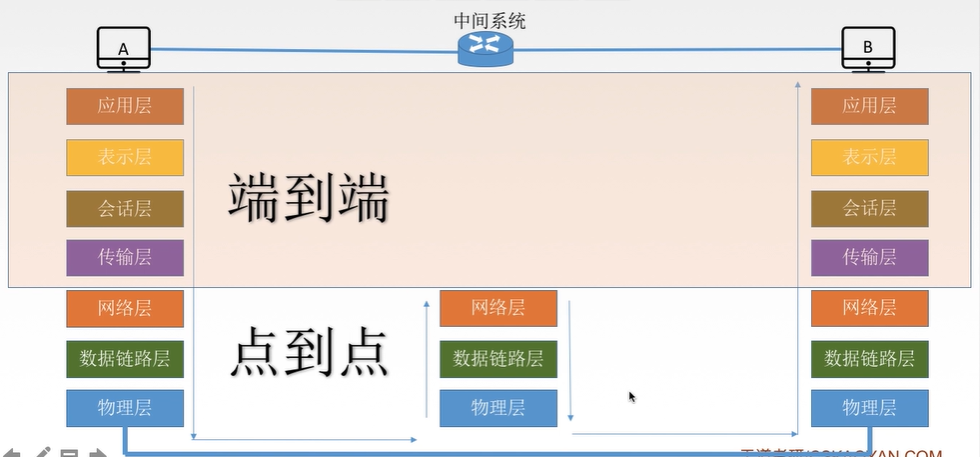 中间系统
A
B
应用层
应用层
表示层
表示层
会话层
会话层
端到端
传输层
传输层
网络层
网络层
网络层
点到点
数据链路层
数据链路层
数据链路层
物理层
物理层
物理层